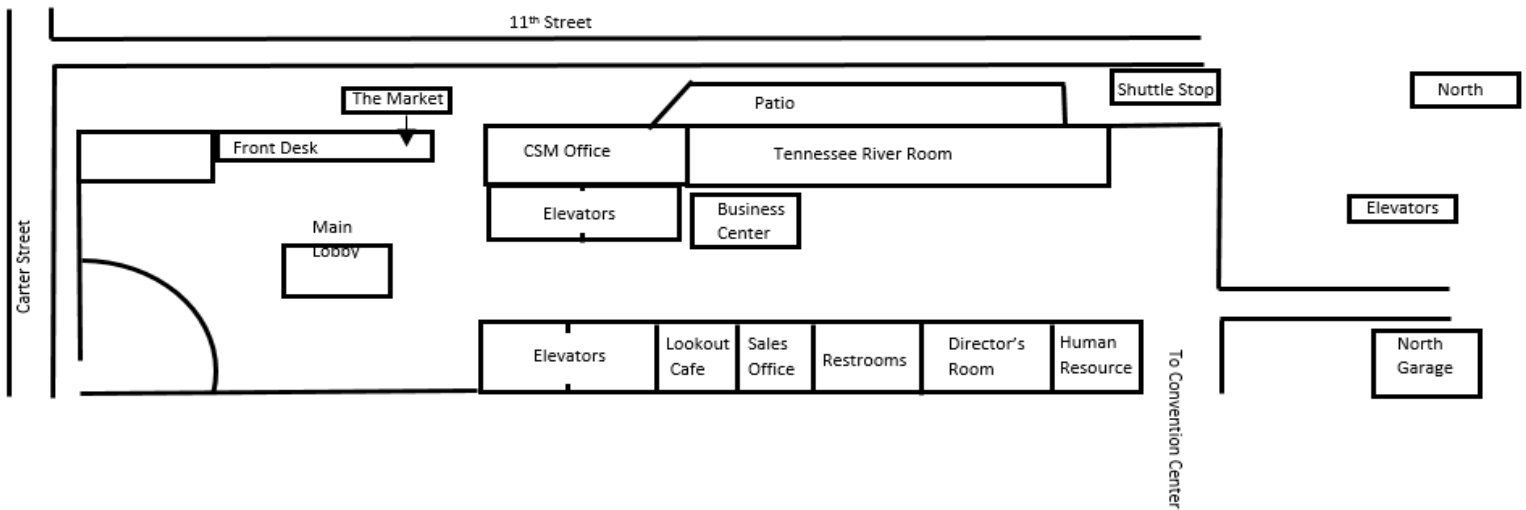 11th Street
Shuttle Stop
North
The Market
Patio
Front Desk
CSM Office
Tennessee River Room
Elevators
Business
Center
Elevators
Main
Lobby
Carter Street
Elevators
Lookout
Cafe
Sales
Office
Restrooms
Director's
Room
Human
Resource
North
Garage
To Convention Center